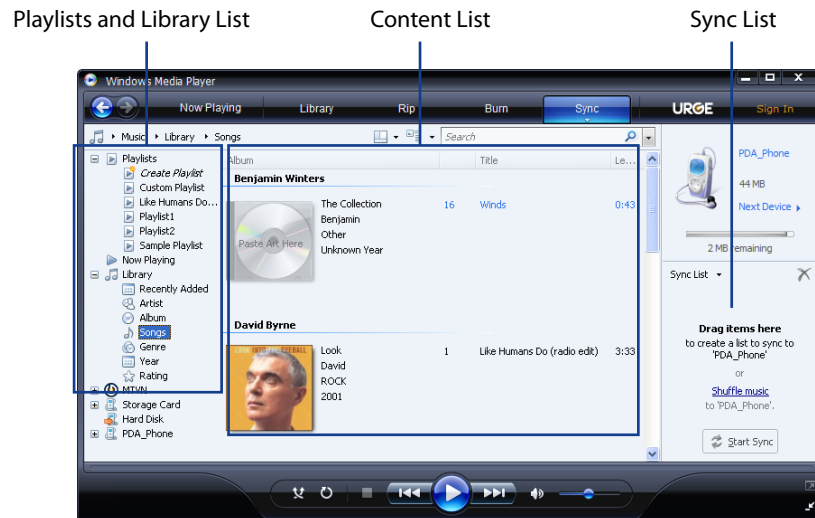 Playlists and Library List
Content List
Sync List
Windows Media Player
Now Playing
Library
Rip
Burn
Sync
URGE
Sign In
Music Library Songs
Search
Playlists
Create Playlist
Custom Playlist
Like Humans Do...
Playlist1
Playlist2
Sample Playlist
Now Playing
Library
Recently Added
Artist
Album
Songs
Genre
Year
Rating
MTVN
Storage Card
Hard Disk
PDA_Phone
Album
Title
Le...
Benjamin Winters
Paste Art Here
The Collection
Benjamin
Other
Unknown Year
16 Winds 0:43
David Byrne
LOOK INTO THE EYEBALL
Look
David
ROCK
2001
1 Like Humans Do (radio edit) 3:33
PDA_Phone
44 MB
Next Device
2 MB remaining
Sync List
Drag items here
to create a list to sync to
'PDA_Phone'
or
Shuffle music
to 'PDA_Phone'.
Start Sync